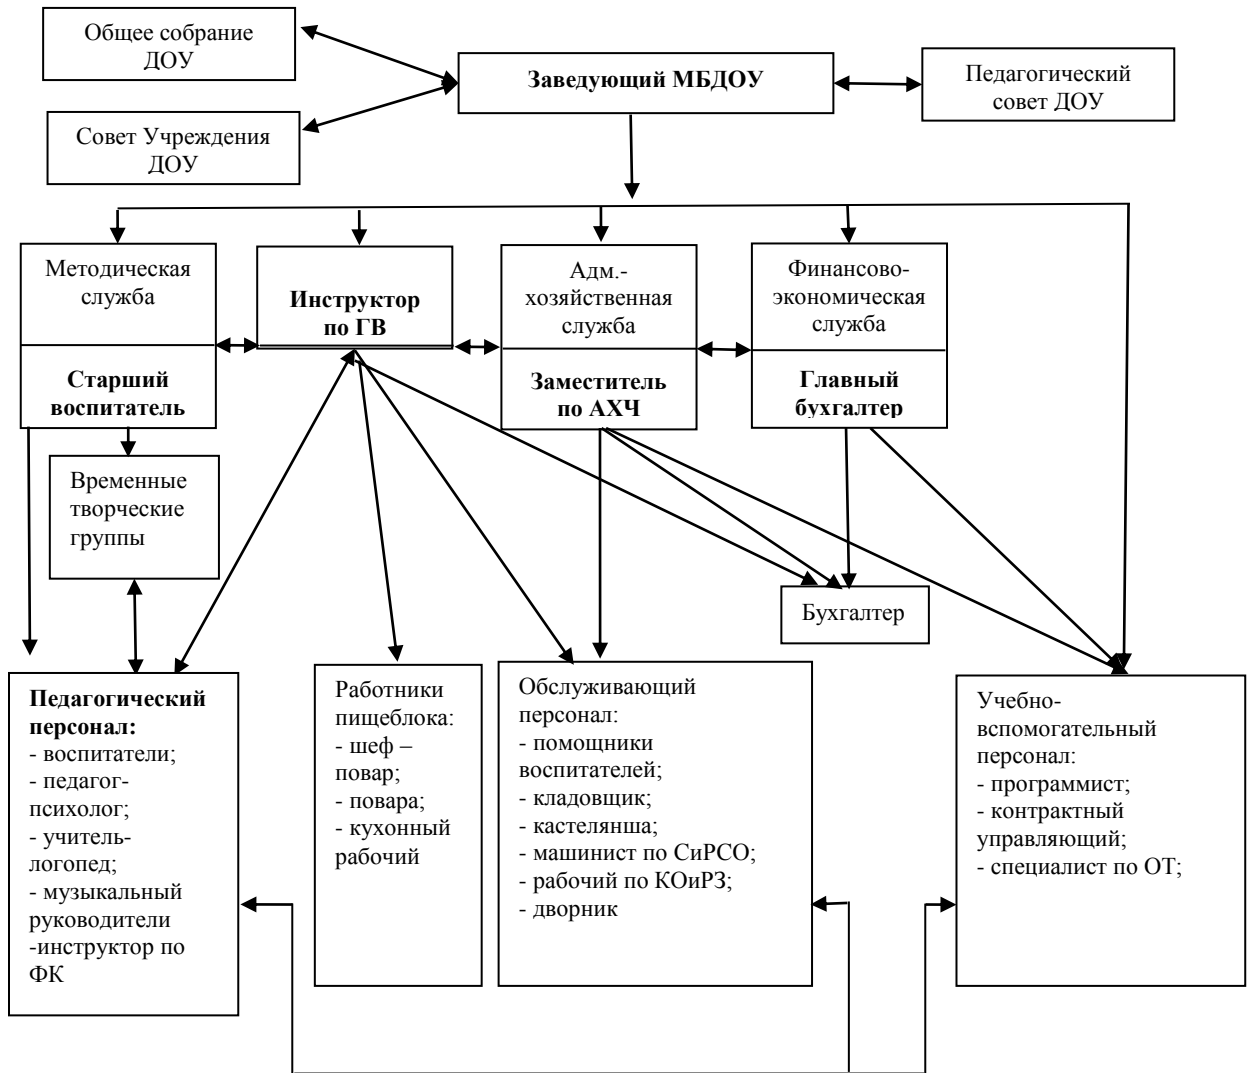 Общее собрание
ДОУ
Заведующий МБДОУ
Педагогический
совет ДОУ
Совет Учреждения
ДОУ
Методическая
служба
Старший
воспитатель
Инструктор
по ГВ
Адм.-
хозяйственная
служба
Заместитель
по АХЧ
Финансово-
экономическая
служба
Главный
бухгалтер
Временные
творческие
группы
Бухгалтер
Педагогический
персонал:
- воспитатели;
- педагог-
психолог;
- учитель-
логопед;
- музыкальный
руководители
-инструктор по
ФК
Работники
пищеблока:
- шеф –
повар;
- повара;
- кухонный
рабочий
Обслуживающий
персонал:
- помощники
воспитателей;
- кладовщик;
- кастелянша;
- машинист по СиРСО;
- рабочий по КОиРЗ;
- дворник
Учебно-
вспомогательный
персонал:
- программист;
- контрактный
управляющий;
- специалист по ОТ;